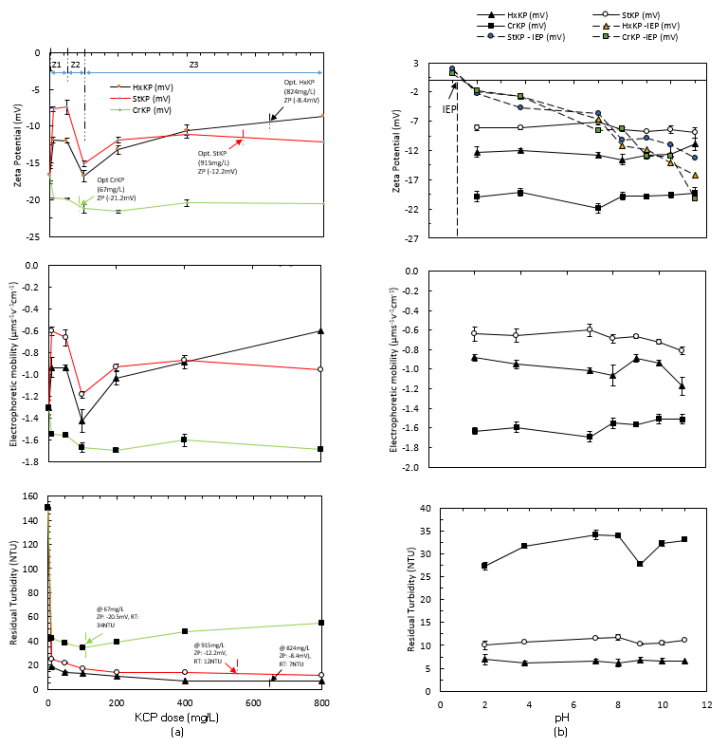 HxKP (mV)
StKP (mV)
CrKP (mV)
HxKP -IEP (mV)
StKP - IEP (mV)
CrKP -IEP (mV)
Zeta Potential (mV)
0
-5
-10
-15
-20
-25
Z1
Z2
Z3
HxKP (mV)
StKP (mV)
CrKP (mV)
Opt. HxKP
(824mg/L)
ZP (-8.4mV)
Opt. StKP
(915mg/L)
ZP (-12.2mV)
Opt CrKP
(67mg/L)
ZP (-21.2mV)
Zeta Potential (mV)
3
-2
-7
-12
-17
-22
-27
IEP
Electrophoretic mobility (µms⁻¹v⁻¹cm⁻¹)
0.0
-0.2
-0.4
-0.6
-0.8
-1.0
-1.2
-1.4
-1.6
-1.8
Electrophoretic mobility (µms⁻¹v⁻¹cm⁻¹)
0.0
-0.2
-0.4
-0.6
-0.8
-1.0
-1.2
-1.4
-1.6
-1.8
-2.0
Residual Turbidity (NTU)
160
140
120
100
80
60
40
20
0
@ 67mg/L
ZP: -20.5mV, RT:
34NTU
@ 915mg/L
ZP: -12.2mV,
RT: 12NTU
@ 824mg/L
ZP: -8.4mV,
RT: 7NTU
0
200
400
600
800
KCP dose (mg/L)
(a)
Residual Turbidity (NTU)
40
35
30
25
20
15
10
5
0
0
2
4
6
8
10
12
pH
(b)